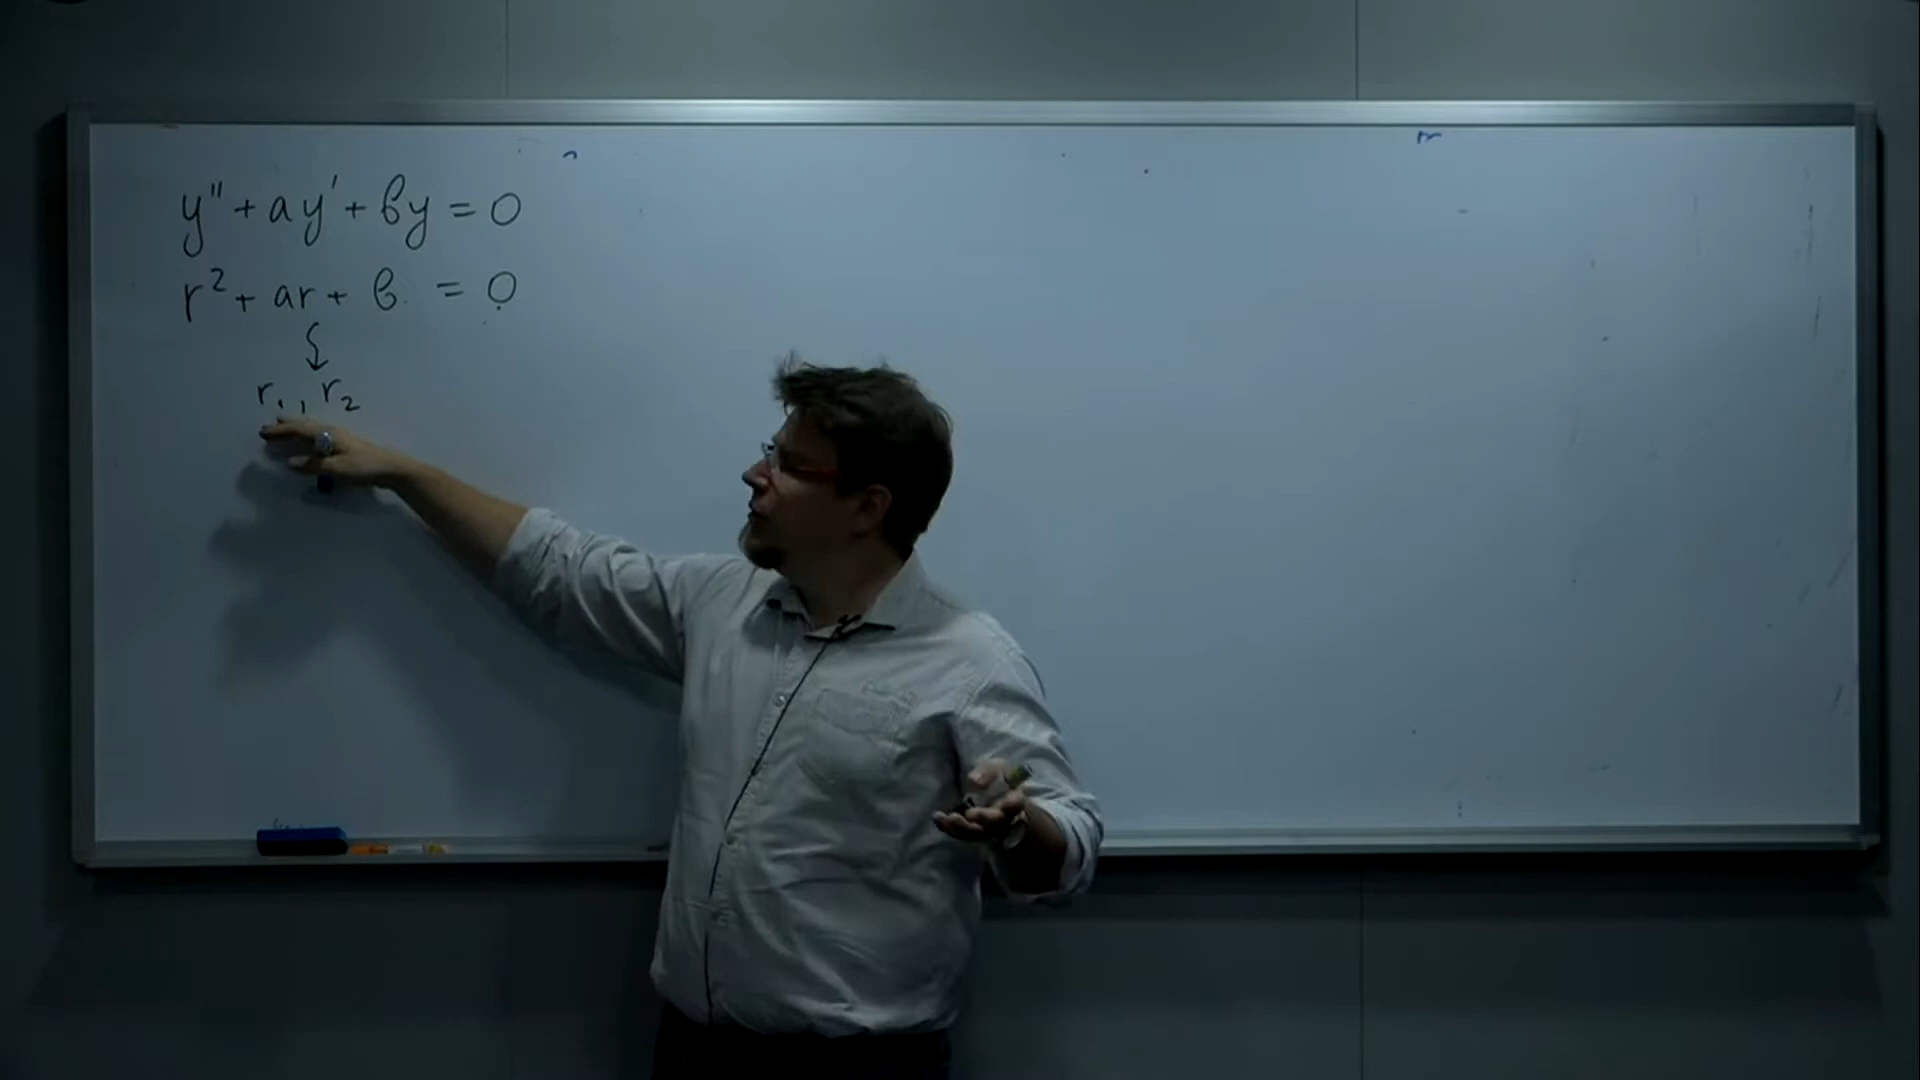 y'' + ay' + by = 0
r² + ar + b = 0
r₁, r₂